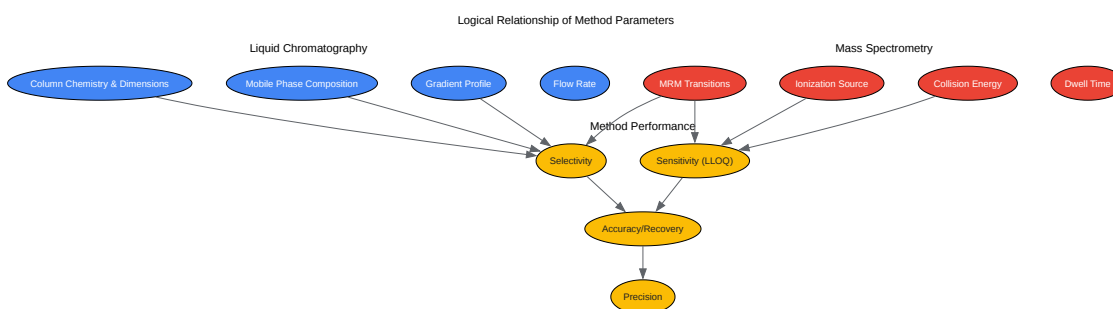 Logical Relationship of Method Parameters
Liquid Chromatography
Mass Spectrometry
Column Chemistry & Dimensions
Mobile Phase Composition
Gradient Profile
Flow Rate
MRM Transitions
Ionization Source
Collision Energy
Dwell Time
Method Performance
Selectivity
Sensitivity (LLOQ)
Accuracy/Recovery
Precision